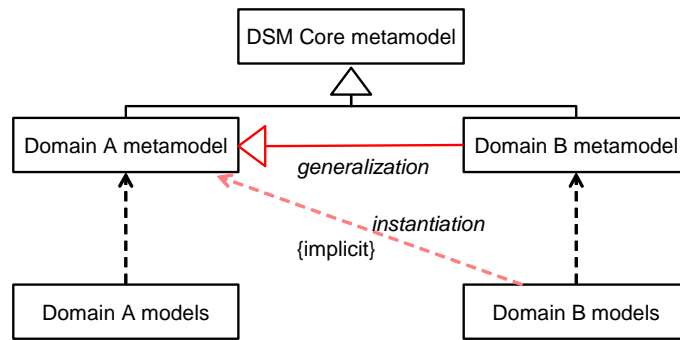 DSM Core metamodel
Domain A metamodel
Domain B metamodel
generalization
instantiation
{implicit}
Domain A models
Domain B models